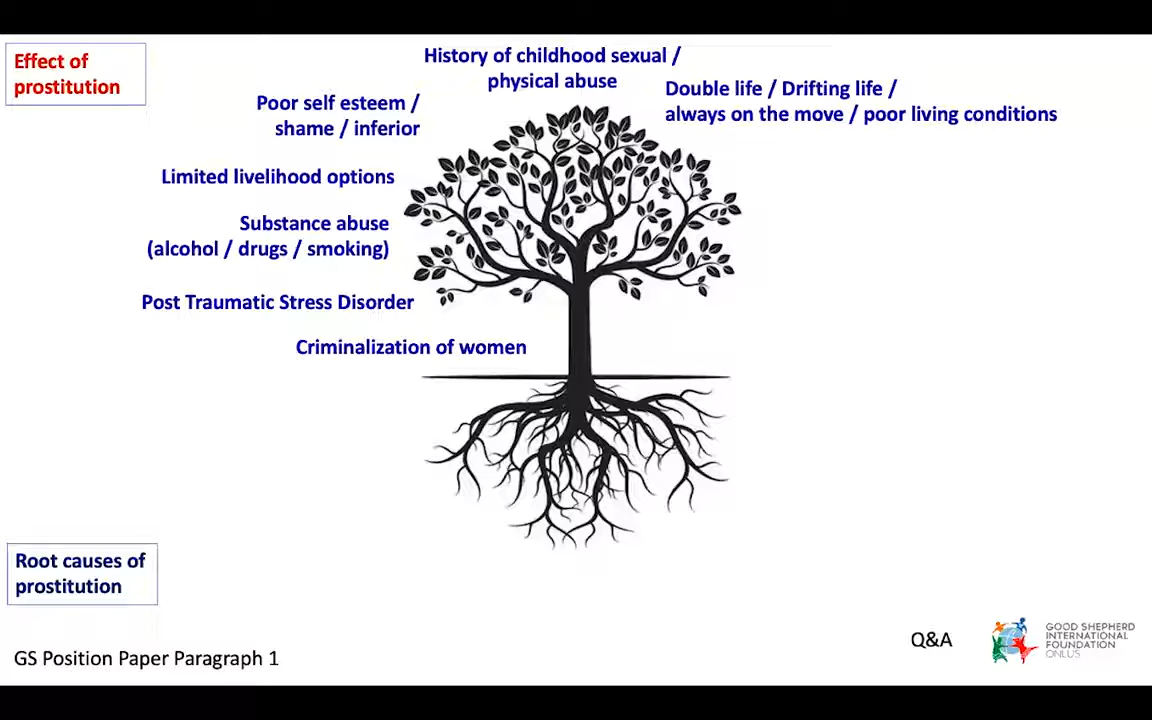 Effect of
prostitution
History of childhood sexual /
physical abuse
Double life / Drifting life /
always on the move / poor living conditions
Poor self esteem /
shame / inferior
Limited livelihood options
Substance abuse
(alcohol / drugs / smoking)
Post Traumatic Stress Disorder
Criminalization of women
Root causes of
prostitution
GS Position Paper Paragraph 1
Q&A
GOOD SHEPHERD
INTERNATIONAL
FOUNDATION
ONLUS